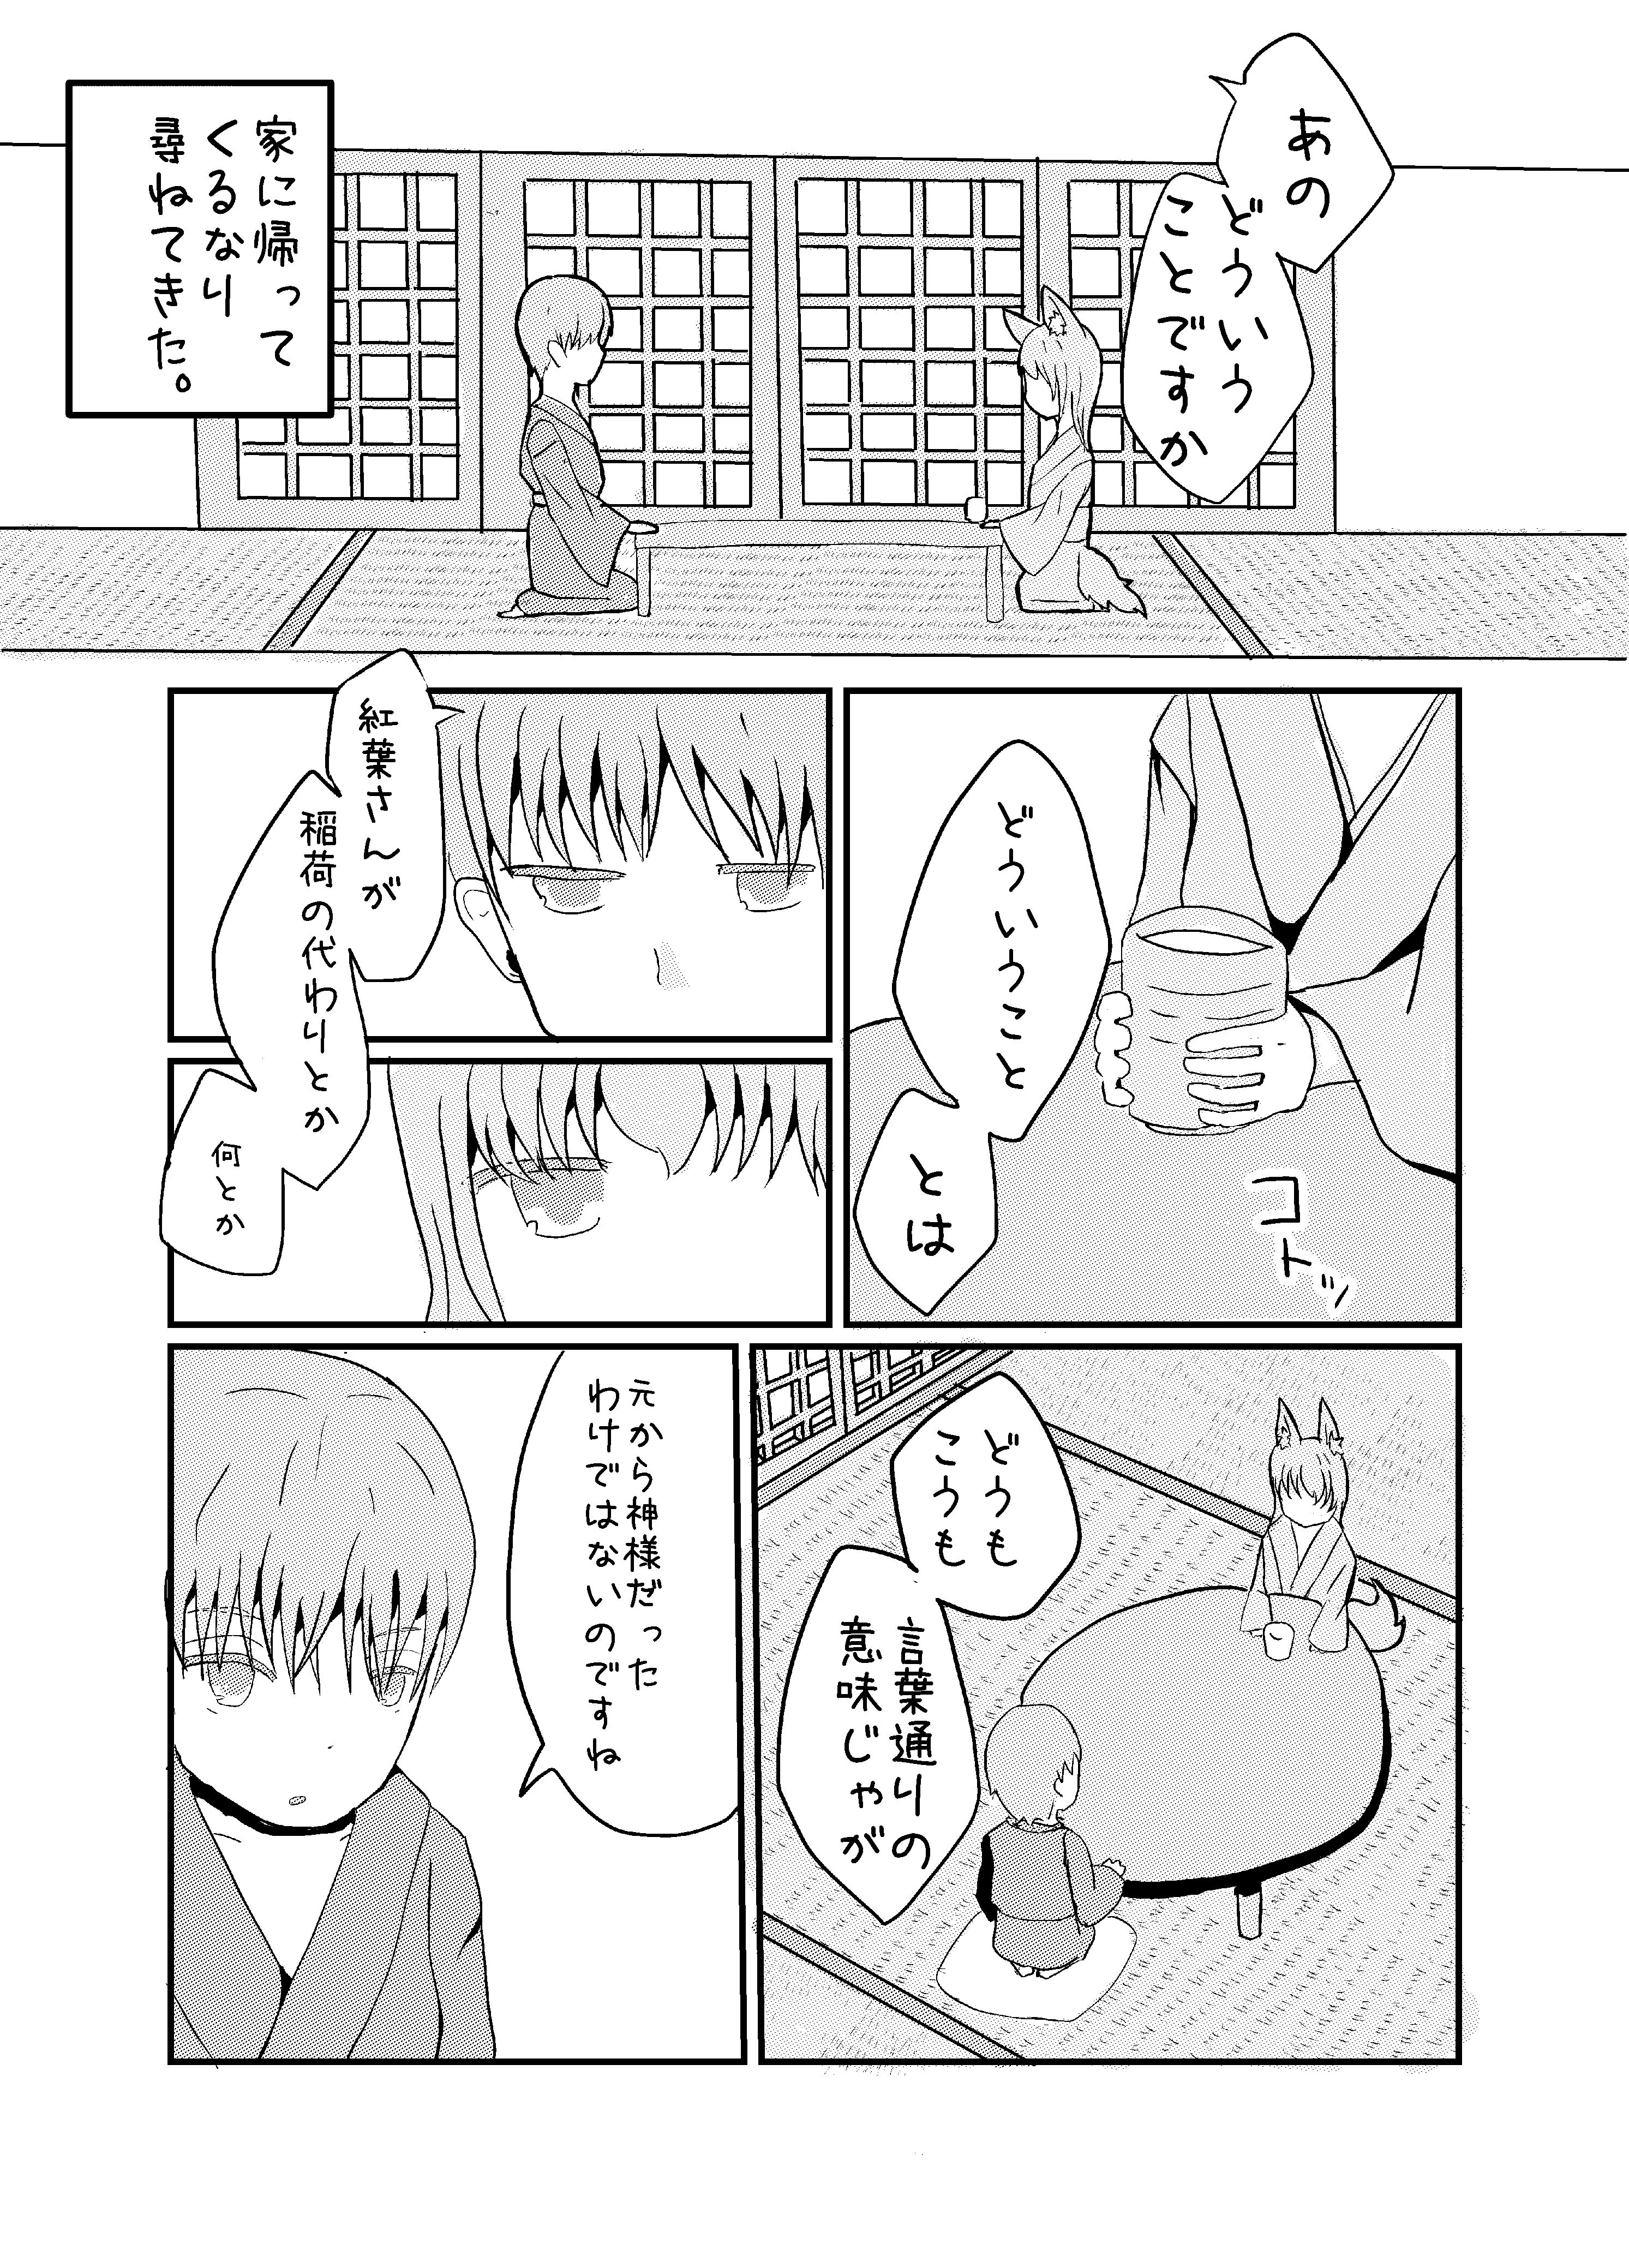 あの
どういう
ことですか
家に帰って
くるなり
尋ねてきた。
どういうこと
とは
コトッ
紅葉さんが
稲荷の代わりとか
何とか
どうも
こうも
言葉通りの
意味じゃが
元から神様だった
わけではないのですね